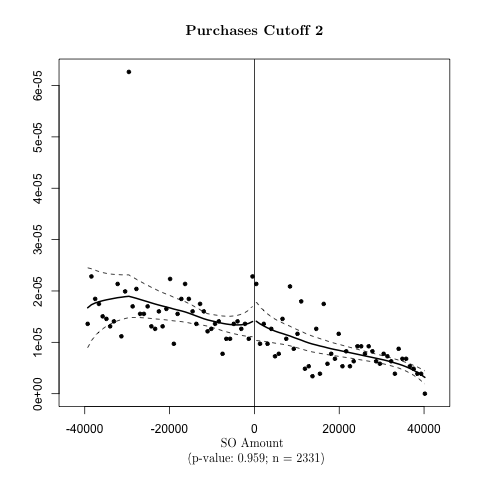 Purchases Cutoff 2
6e-05
5e-05
4e-05
3e-05
2e-05
1e-05
0e+00
-40000 -20000 0 20000 40000
SO Amount
(p-value: 0.959; n = 2331)